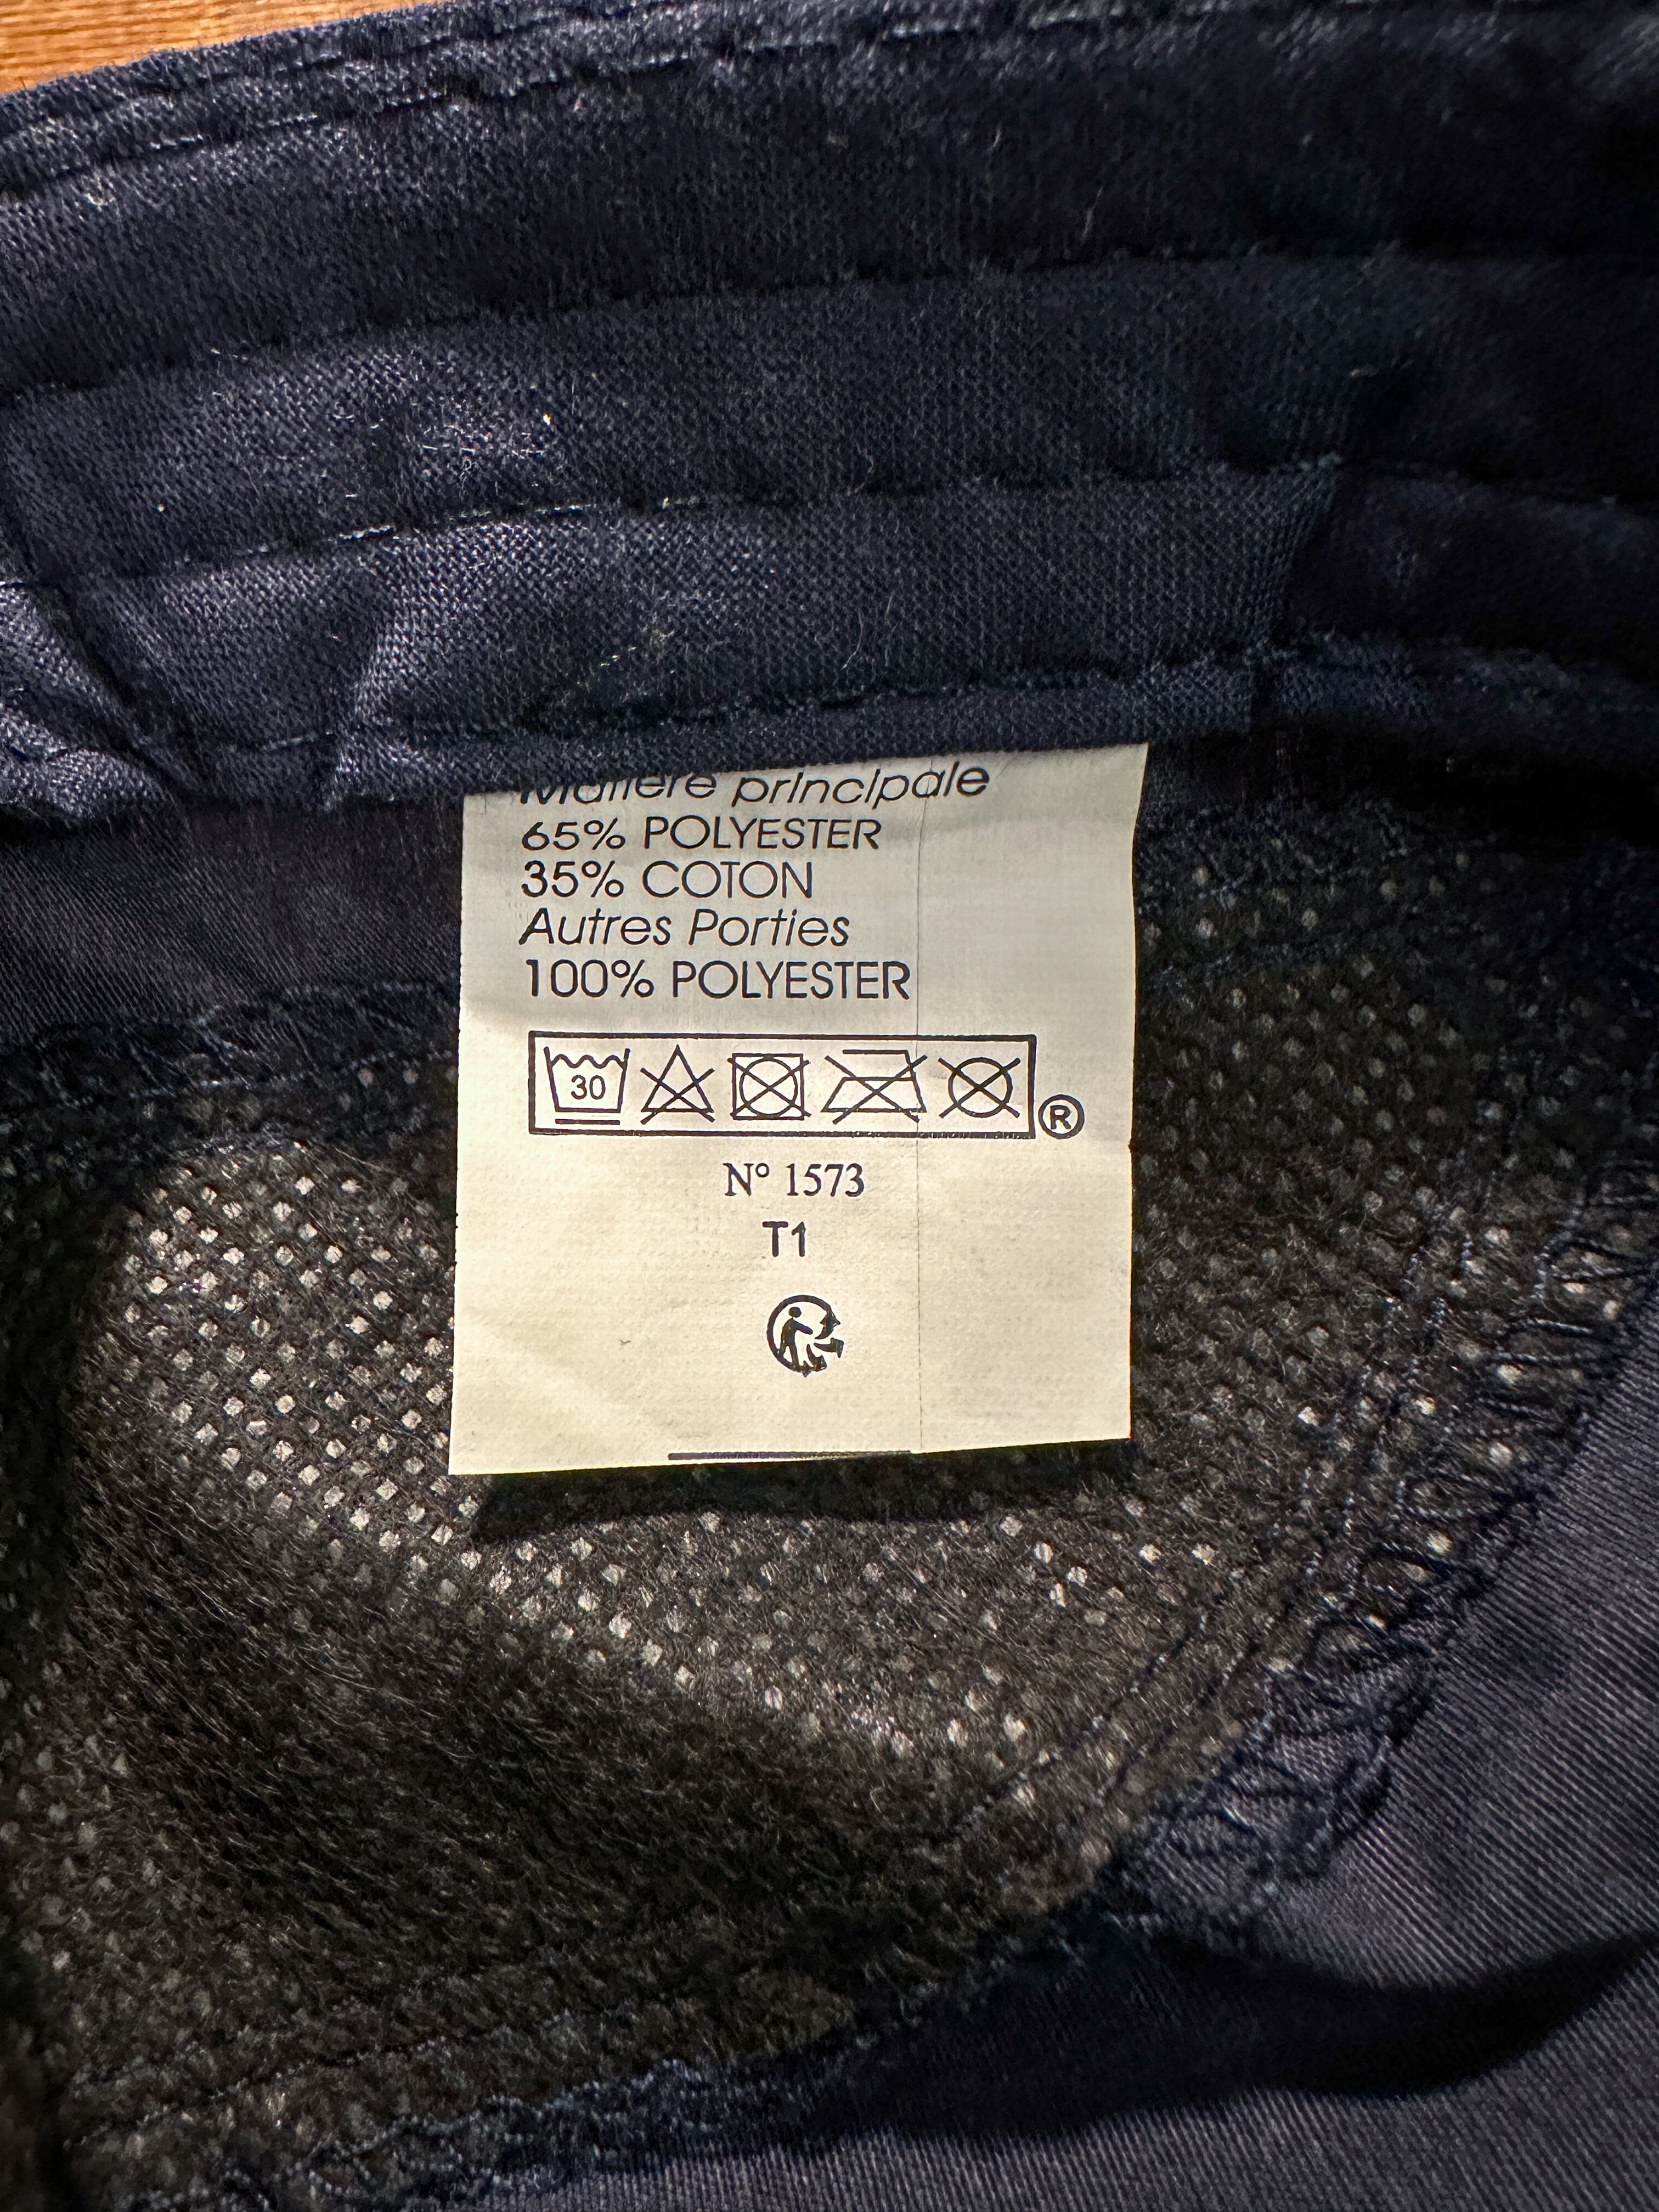 Matière principale
65% POLYESTER
35% COTON
Autres Porties
100% POLYESTER
30
®
N° 1573
T1